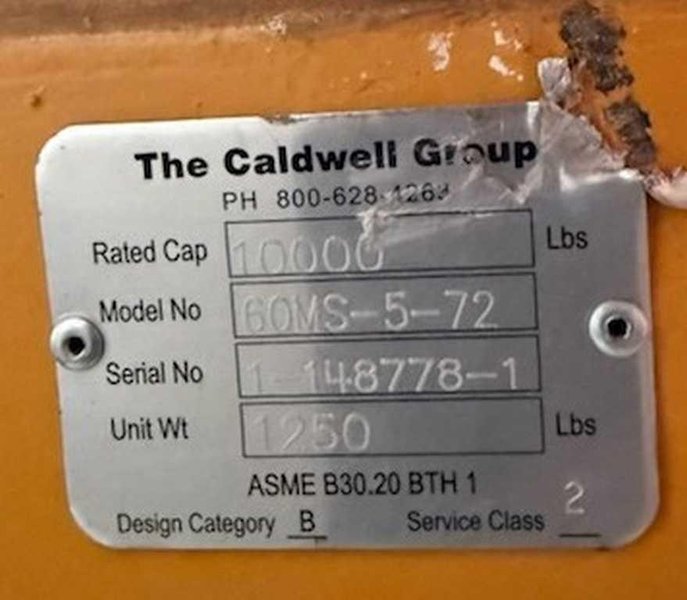 The Caldwell Group
PH 800-628-4263
Rated Cap 10000 Lbs
Model No 60MS-5-72
Serial No 1-148778-1
Unit Wt 1250 Lbs
ASME B30.20 BTH 1
Design Category B Service Class 2